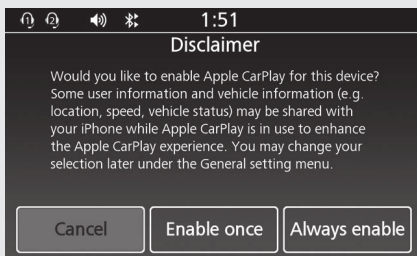 1 2 1:51
Disclaimer
Would you like to enable Apple CarPlay for this device?
Some user information and vehicle information (e.g.
location, speed, vehicle status) may be shared with
your iPhone while Apple CarPlay is in use to enhance
the Apple CarPlay experience. You may change your
selection later under the General setting menu.
Cancel Enable once Always enable